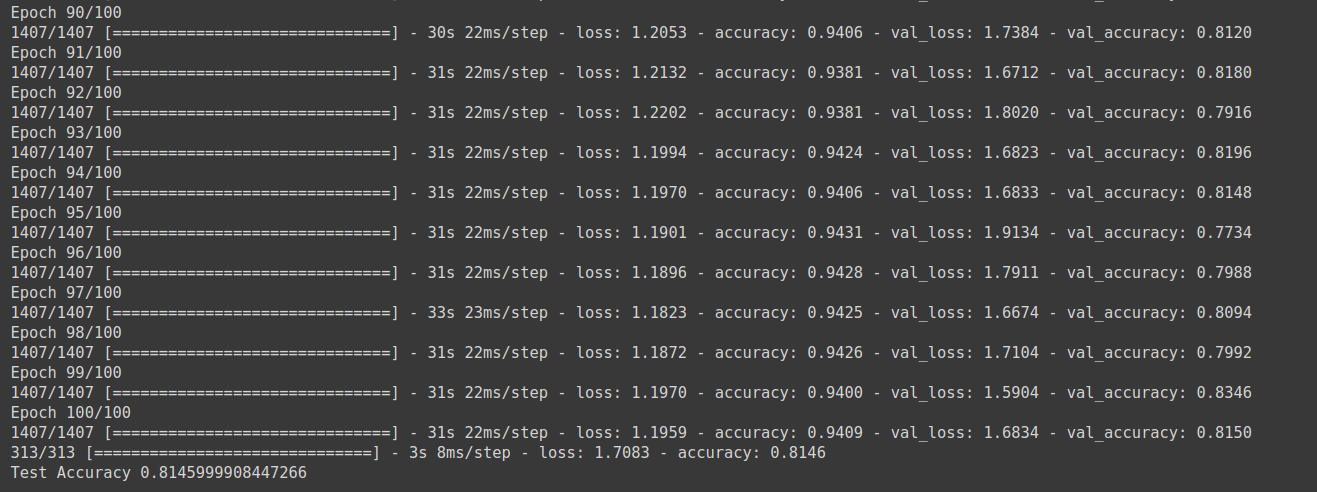 Epoch 90/100
1407/1407 [==============================] - 30s 22ms/step - loss: 1.2053 - accuracy: 0.9406 - val_loss: 1.7384 - val_accuracy: 0.8120
Epoch 91/100
1407/1407 [==============================] - 31s 22ms/step - loss: 1.2132 - accuracy: 0.9381 - val_loss: 1.6712 - val_accuracy: 0.8180
Epoch 92/100
1407/1407 [==============================] - 31s 22ms/step - loss: 1.2202 - accuracy: 0.9381 - val_loss: 1.8020 - val_accuracy: 0.7916
Epoch 93/100
1407/1407 [==============================] - 31s 22ms/step - loss: 1.1994 - accuracy: 0.9424 - val_loss: 1.6823 - val_accuracy: 0.8196
Epoch 94/100
1407/1407 [==============================] - 31s 22ms/step - loss: 1.1970 - accuracy: 0.9406 - val_loss: 1.6833 - val_accuracy: 0.8148
Epoch 95/100
1407/1407 [==============================] - 31s 22ms/step - loss: 1.1901 - accuracy: 0.9431 - val_loss: 1.9134 - val_accuracy: 0.7734
Epoch 96/100
1407/1407 [==============================] - 31s 22ms/step - loss: 1.1896 - accuracy: 0.9428 - val_loss: 1.7911 - val_accuracy: 0.7988
Epoch 97/100
1407/1407 [==============================] - 33s 23ms/step - loss: 1.1823 - accuracy: 0.9425 - val_loss: 1.6674 - val_accuracy: 0.8094
Epoch 98/100
1407/1407 [==============================] - 31s 22ms/step - loss: 1.1872 - accuracy: 0.9426 - val_loss: 1.7104 - val_accuracy: 0.7992
Epoch 99/100
1407/1407 [==============================] - 31s 22ms/step - loss: 1.1970 - accuracy: 0.9400 - val_loss: 1.5904 - val_accuracy: 0.8346
Epoch 100/100
1407/1407 [==============================] - 31s 22ms/step - loss: 1.1959 - accuracy: 0.9409 - val_loss: 1.6834 - val_accuracy: 0.8150
313/313 [==============================] - 3s 8ms/step - loss: 1.7083 - accuracy: 0.8146
Test Accuracy 0.8145999908447266